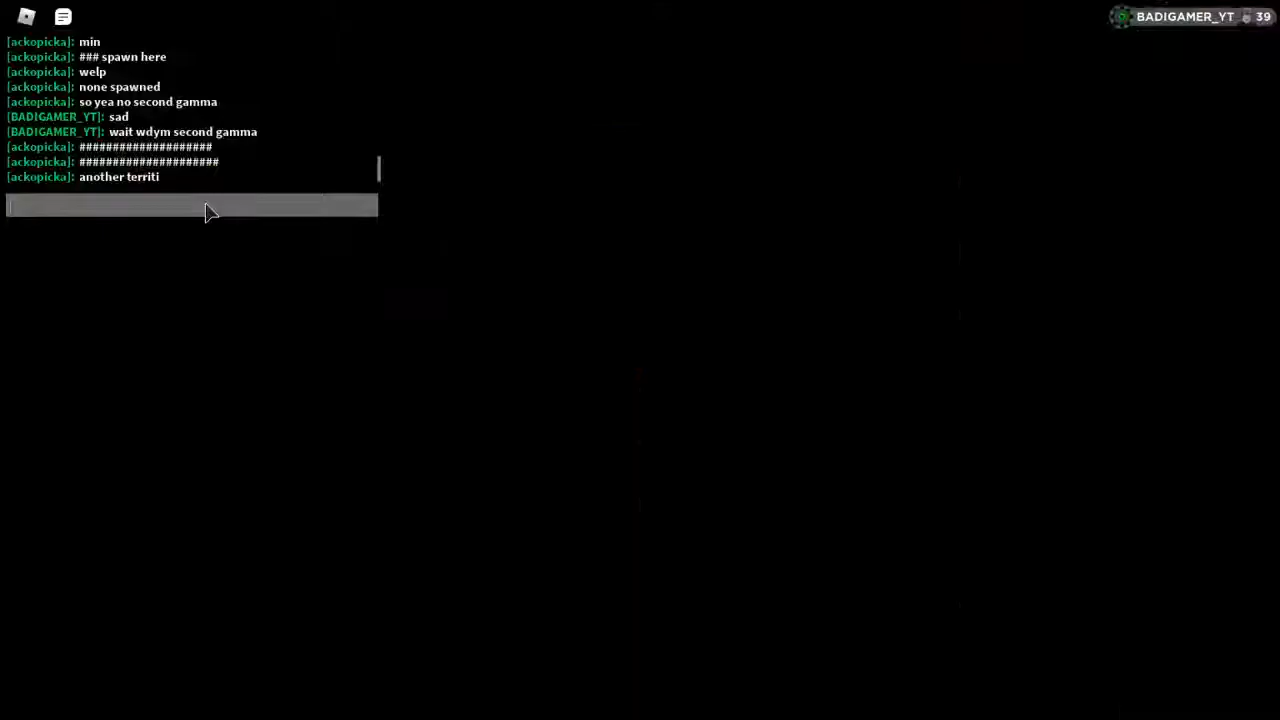 BADIGAMER_YT 39
[ackopicka]: min
[ackopicka]: ### spawn here
[ackopicka]: welp
[ackopicka]: none spawned
[ackopicka]: so yea no second gamma
[BADIGAMER_YT]: sad
[BADIGAMER_YT]: wait wdym second gamma
[ackopicka]: ####################
[ackopicka]: #####################
[ackopicka]: another territi